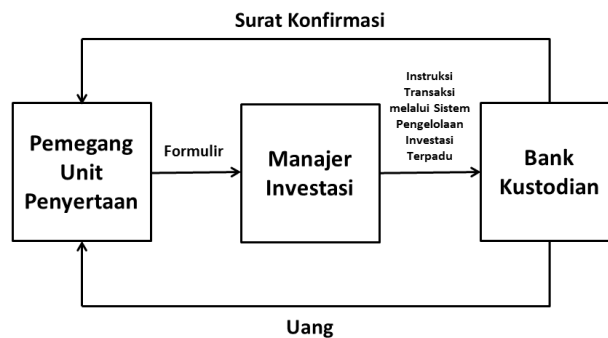 Surat Konfirmasi
Pemegang
Unit
Penyertaan
Formulir
Manajer
Investasi
Instruksi
Transaksi
melalui Sistem
Pengelolaan
Investasi
Terpadu
Bank
Kustodian
Uang